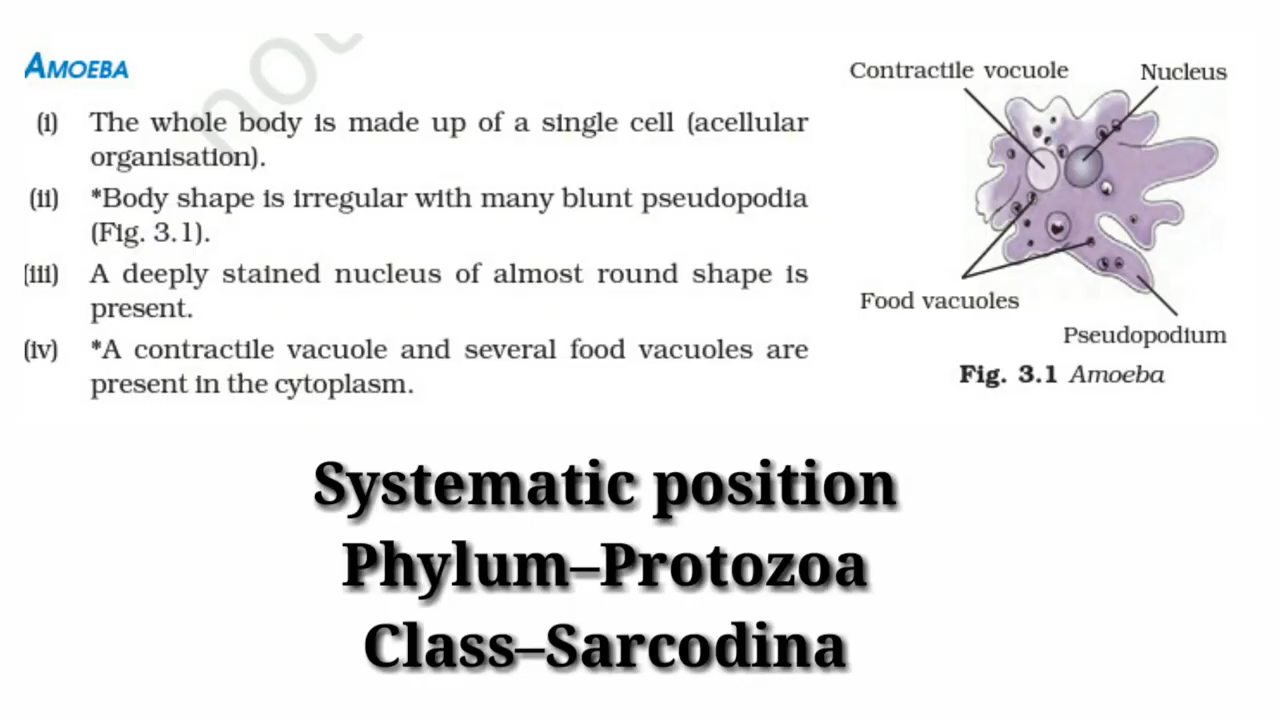 AMOEBA
not
(i) The whole body is made up of a single cell (acellular
organisation).
(ii) *Body shape is irregular with many blunt pseudopodia
(Fig. 3.1).
(iii) A deeply stained nucleus of almost round shape is
present.
(iv) *A contractile vacuole and several food vacuoles are
present in the cytoplasm.
Contractile vocuole
Nucleus
Food vacuoles
Pseudopodium
Fig. 3.1 Amoeba
Systematic position
Phylum–Protozoa
Class–Sarcodina